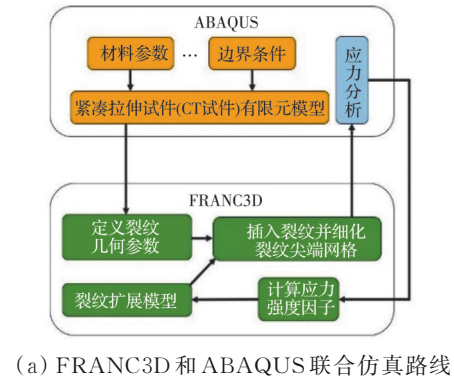 ABAQUS
材料参数 … 边界条件
紧凑拉伸试件(CT试件)有限元模型
应力分析
FRANC3D
定义裂纹
几何参数
插入裂纹并细化
裂纹尖端网格
裂纹扩展模型
计算应力
强度因子
(a) FRANC3D和ABAQUS联合仿真路线